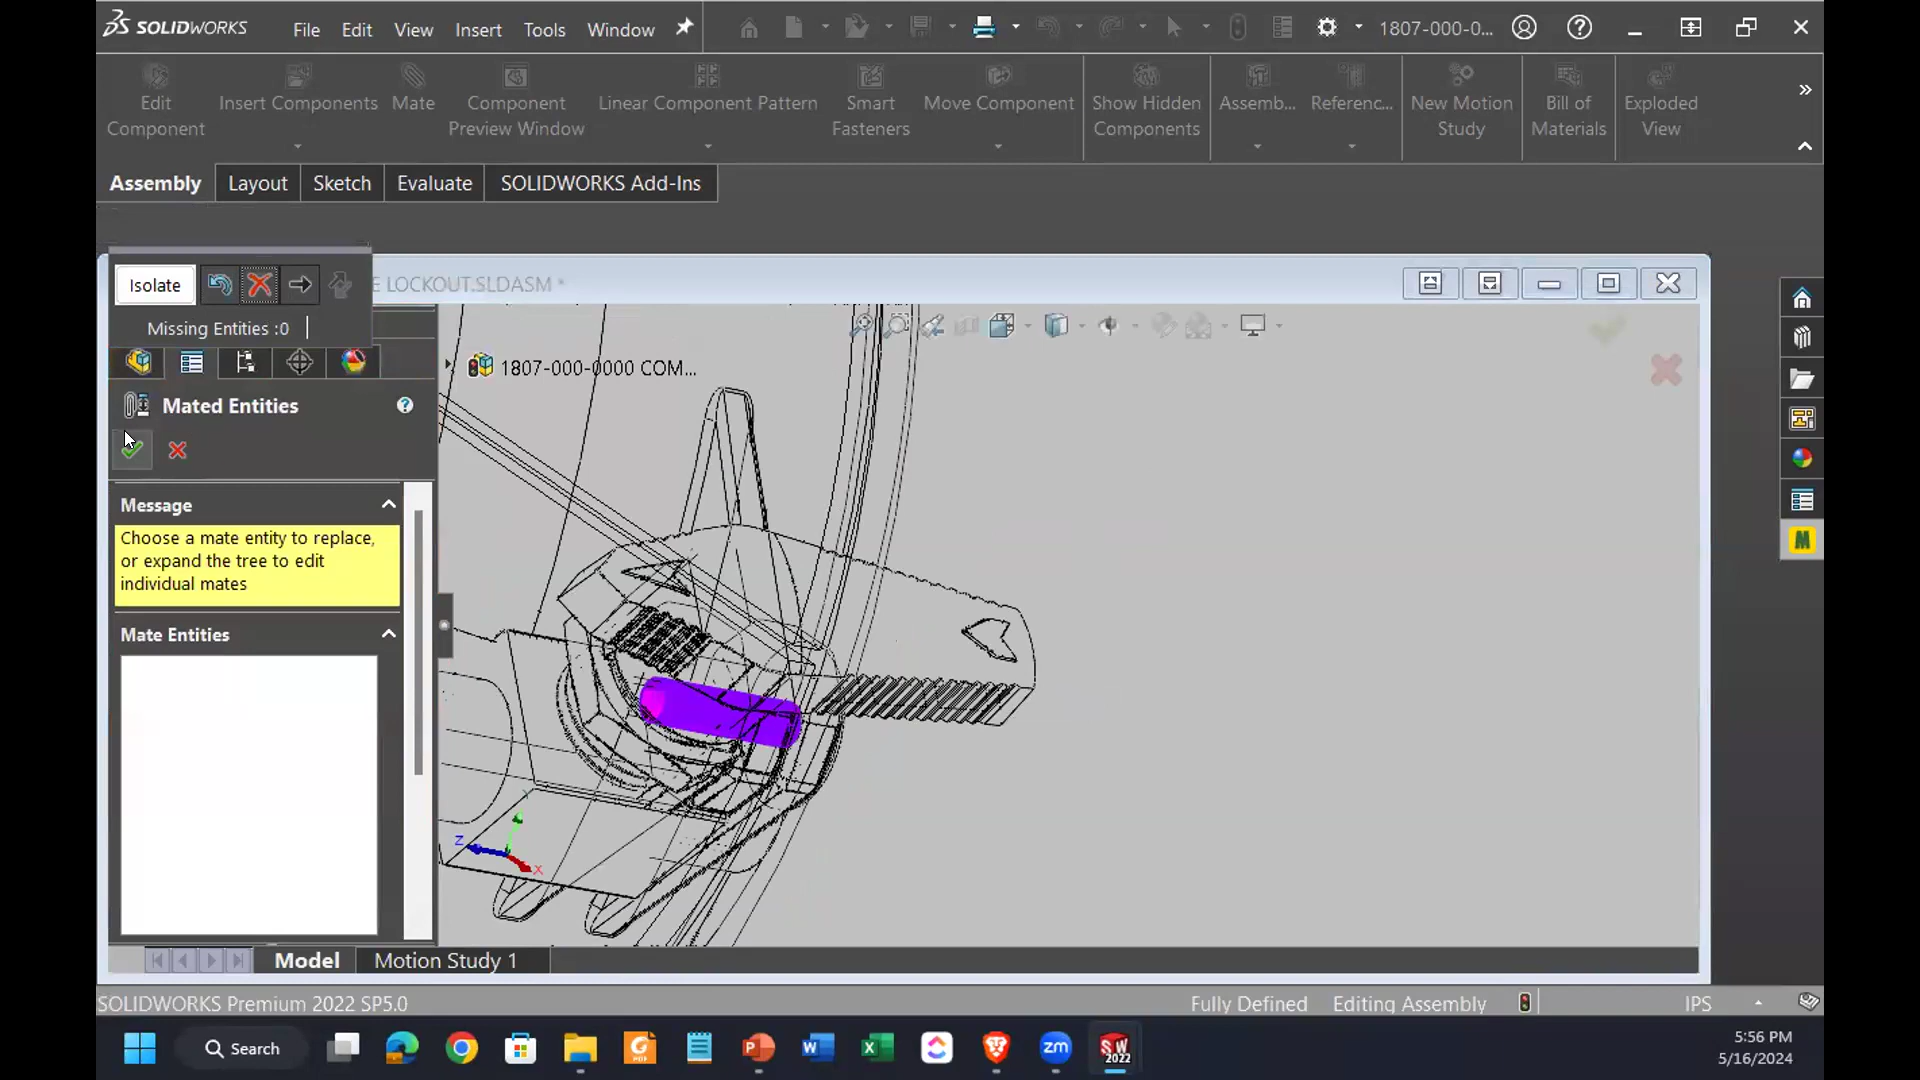 SOLIDWORKS
File Edit View Insert Tools Window
1807-000-0...
Edit Component
Insert Components
Mate
Component Preview Window
Linear Component Pattern
Smart Fasteners
Move Component
Show Hidden Components
Assemb...
Referenc...
New Motion Study
Bill of Materials
Exploded View
Assembly Layout Sketch Evaluate SOLIDWORKS Add-Ins
Isolate
E LOCKOUT.SLDASM *
Missing Entities :0
1807-000-0000 COM...
Mated Entities
Message
Choose a mate entity to replace,
or expand the tree to edit
individual mates
Mate Entities
Y
Z
X
Model Motion Study 1
SOLIDWORKS Premium 2022 SP5.0
Fully Defined Editing Assembly IPS
Search
PDF
zm
SW
2022
5:56 PM
5/16/2024